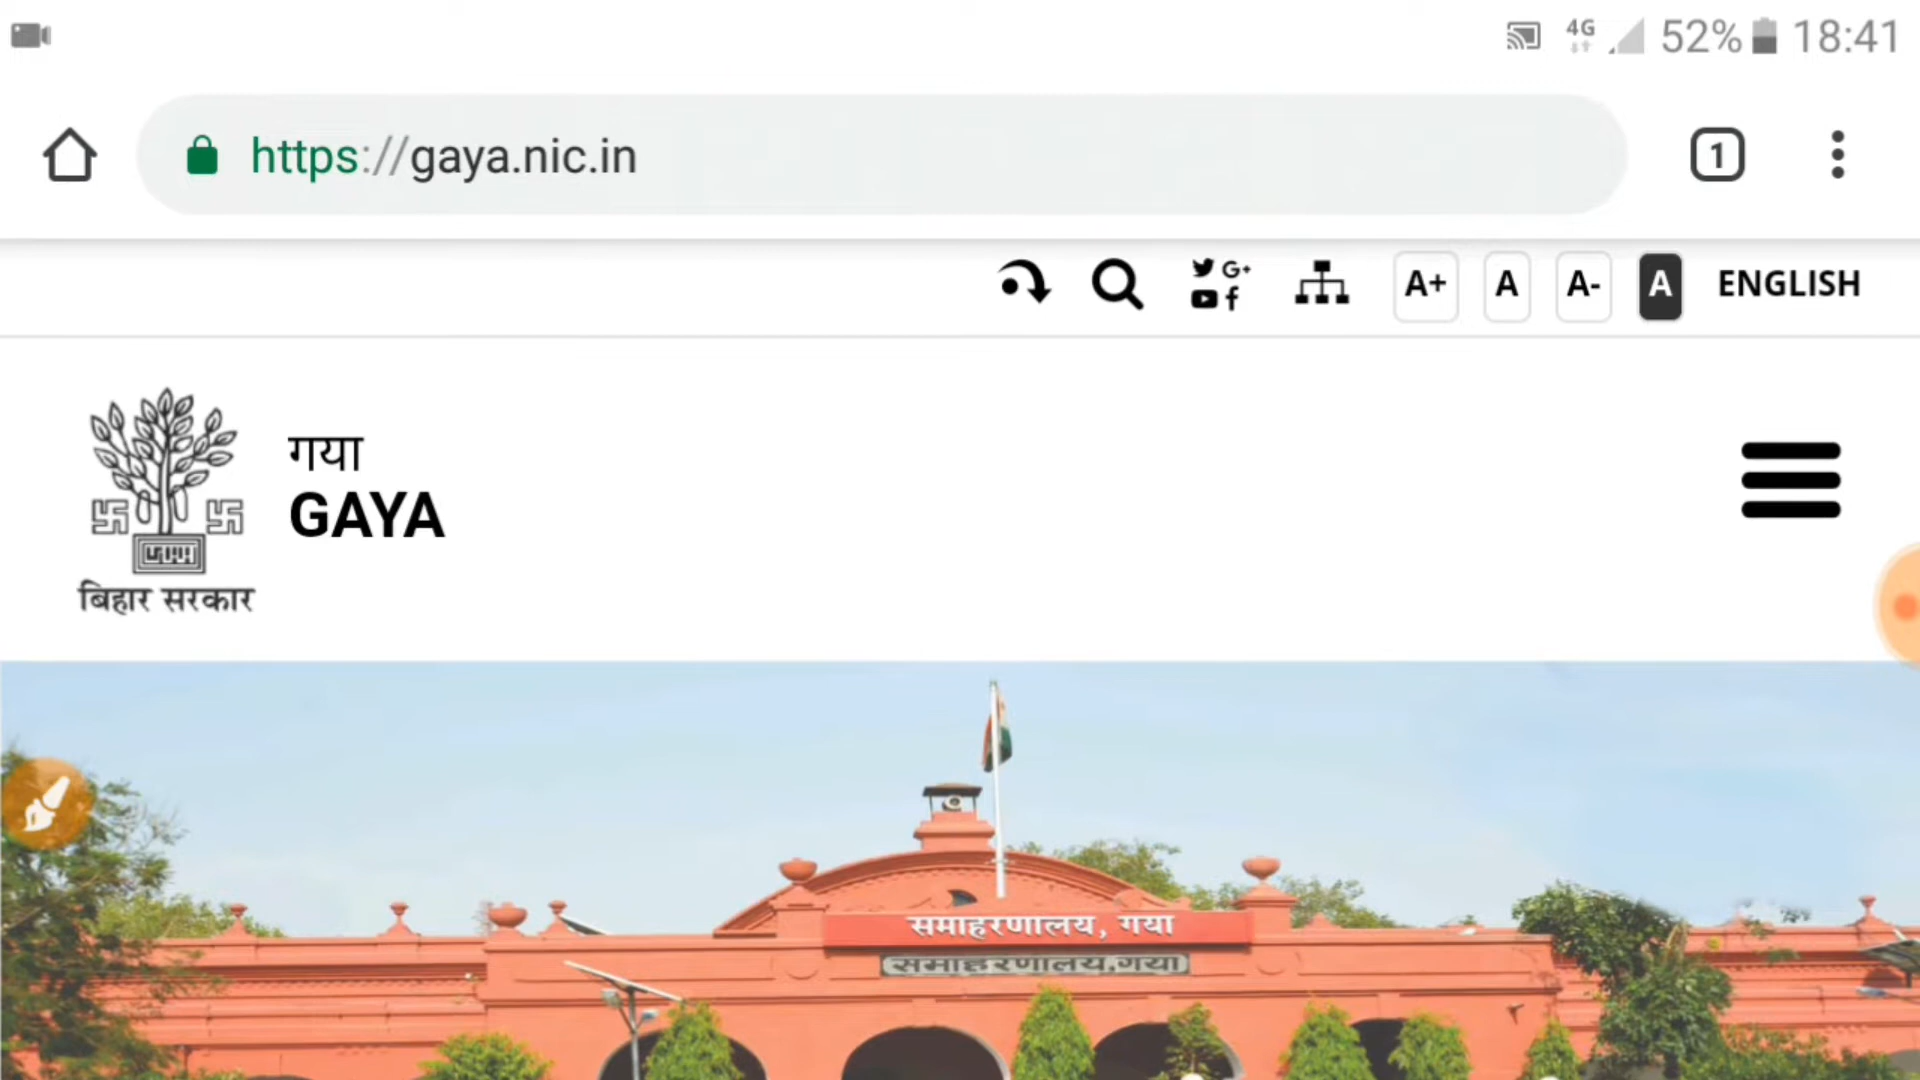 4G 52% 18:41
https://gaya.nic.in
1
G+ A+ A A- A ENGLISH
गया
GAYA
बिहार सरकार
समाहरणालय, गया
समाहरणालय.गया